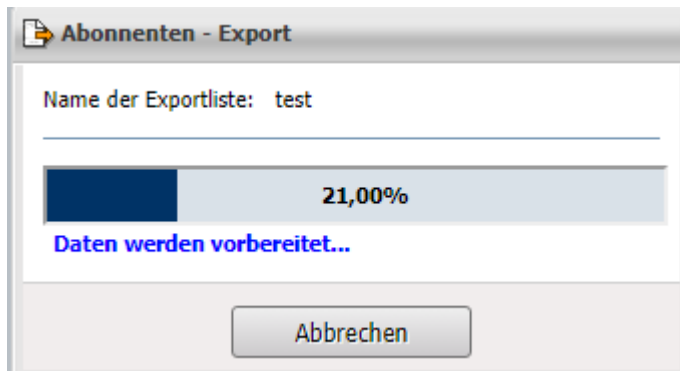 Abonnenten - Export
Name der Exportliste: test
21,00%
Daten werden vorbereitet...
Abbrechen